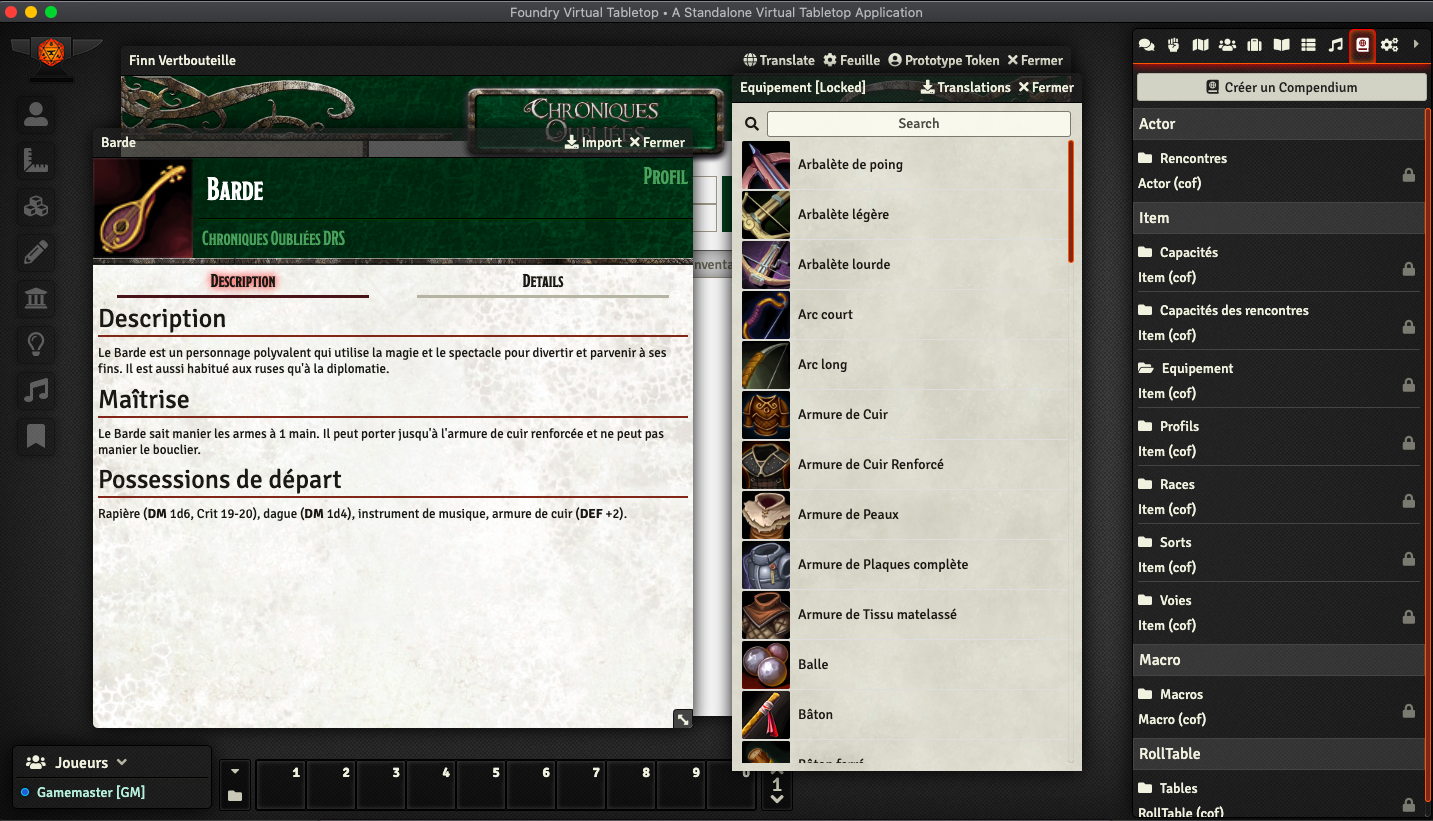 Foundry Virtual Tabletop • A Standalone Virtual Tabletop Application
Finn Vertbouteille
Translate Feuille Prototype Token Fermer
CHRONIQUES
OUBLIÉES
Barde
Import Fermer
BARDE
PROFIL
CHRONIQUES OUBLIÉES DRS
DESCRIPTION
DETAILS
Description
Le Barde est un personnage polyvalent qui utilise la magie et le spectacle pour divertir et parvenir à ses
fins. Il est aussi habitué aux ruses qu'à la diplomatie.
Maîtrise
Le Barde sait manier les armes à 1 main. Il peut porter jusqu'à l'armure de cuir renforcée et ne peut pas
manier le bouclier.
Possessions de départ
Rapière (DM 1d6, Crit 19-20), dague (DM 1d4), instrument de musique, armure de cuir (DEF +2).
Equipement [Locked]
Translations Fermer
Search
Arbalète de poing
Arbalète légère
Arbalète lourde
Arc court
Arc long
Armure de Cuir
Armure de Cuir Renforcé
Armure de Peaux
Armure de Plaques complète
Armure de Tissu matelassé
Balle
Bâton
Bâton ferré
Créer un Compendium
Actor
Rencontres
Actor (cof)
Item
Capacités
Item (cof)
Capacités des rencontres
Item (cof)
Equipement
Item (cof)
Profils
Item (cof)
Races
Item (cof)
Sorts
Item (cof)
Voies
Item (cof)
Macro
Macros
Macro (cof)
RollTable
Tables
RollTable (cof)
Joueurs
Gamemaster [GM]
1 2 3 4 5 6 7 8 9 0
1